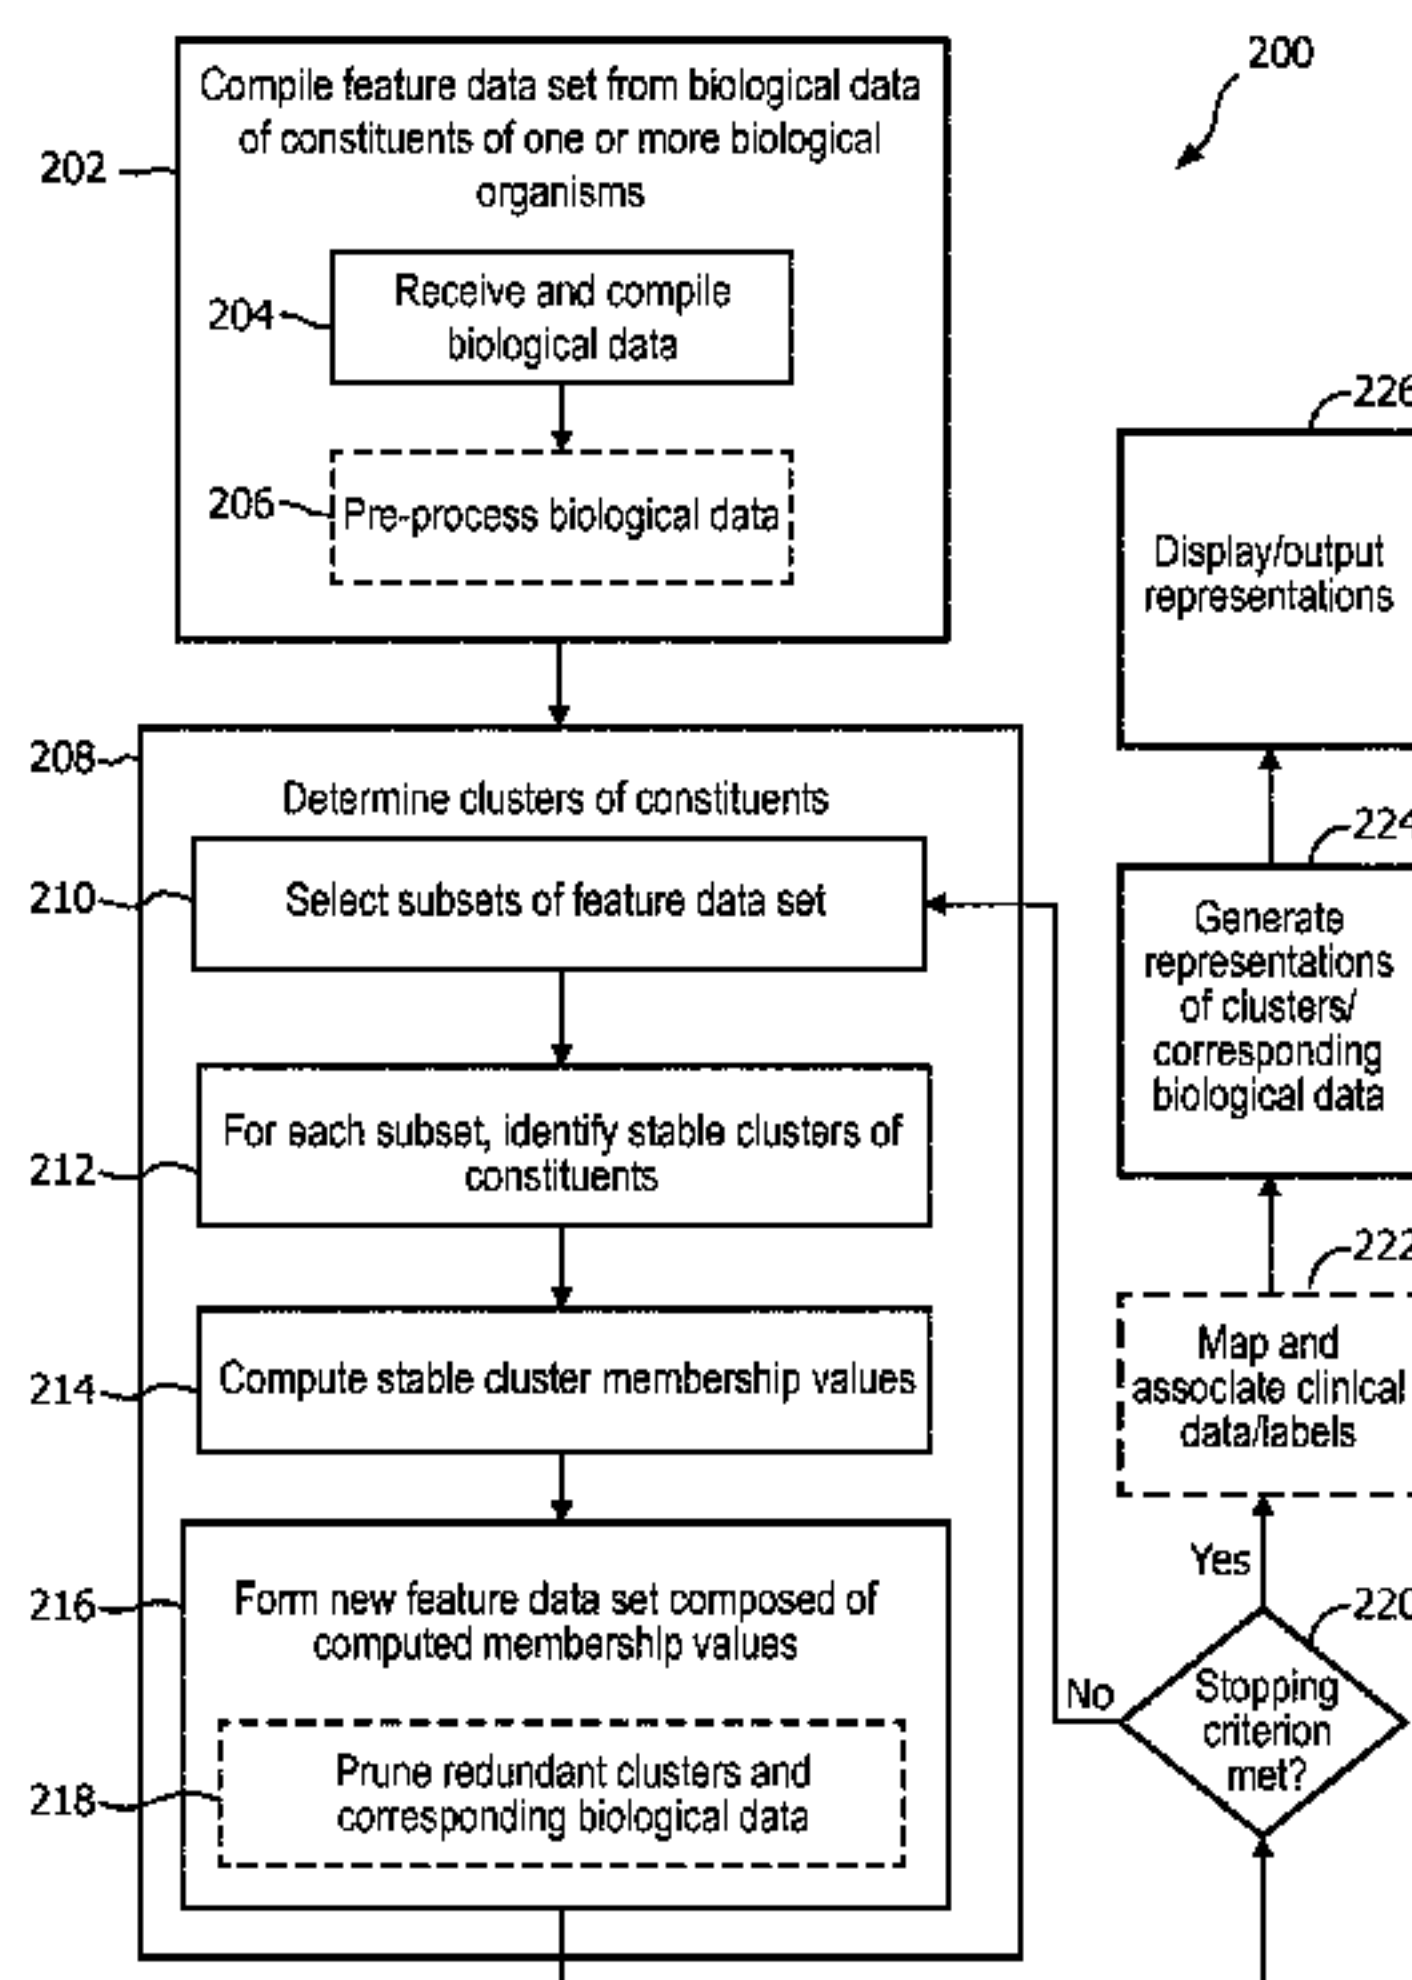 200
Compile feature data set from biological data
of constituents of one or more biological
organisms
202
204
Receive and compile
biological data
206
Pre-process biological data
208
Determine clusters of constituents
210
Select subsets of feature data set
212
For each subset, identify stable clusters of
constituents
214
Compute stable cluster membership values
216
Form new feature data set composed of
computed membership values
218
Prune redundant clusters and
corresponding biological data
220
Stopping
criterion
met?
No
Yes
222
Map and
associate clinical
data/labels
224
Generate
representations
of clusters/
corresponding
biological data
226
Display/output
representations